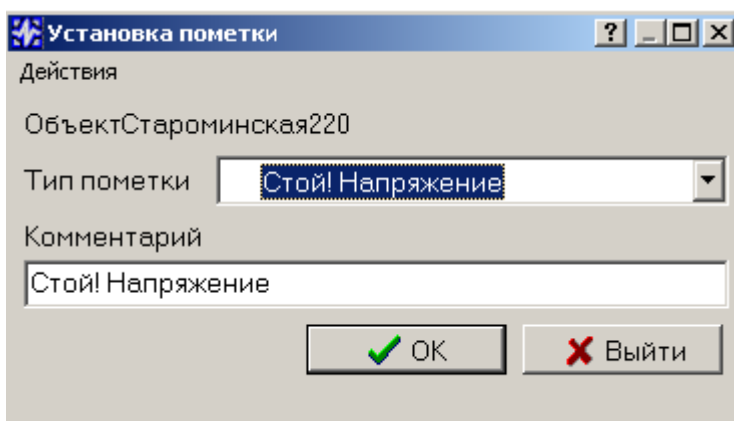 Установка пометки
Действия
ОбъектСтароминская220
Тип пометки Стой! Напряжение
Комментарий
Стой! Напряжение
OK Выйти